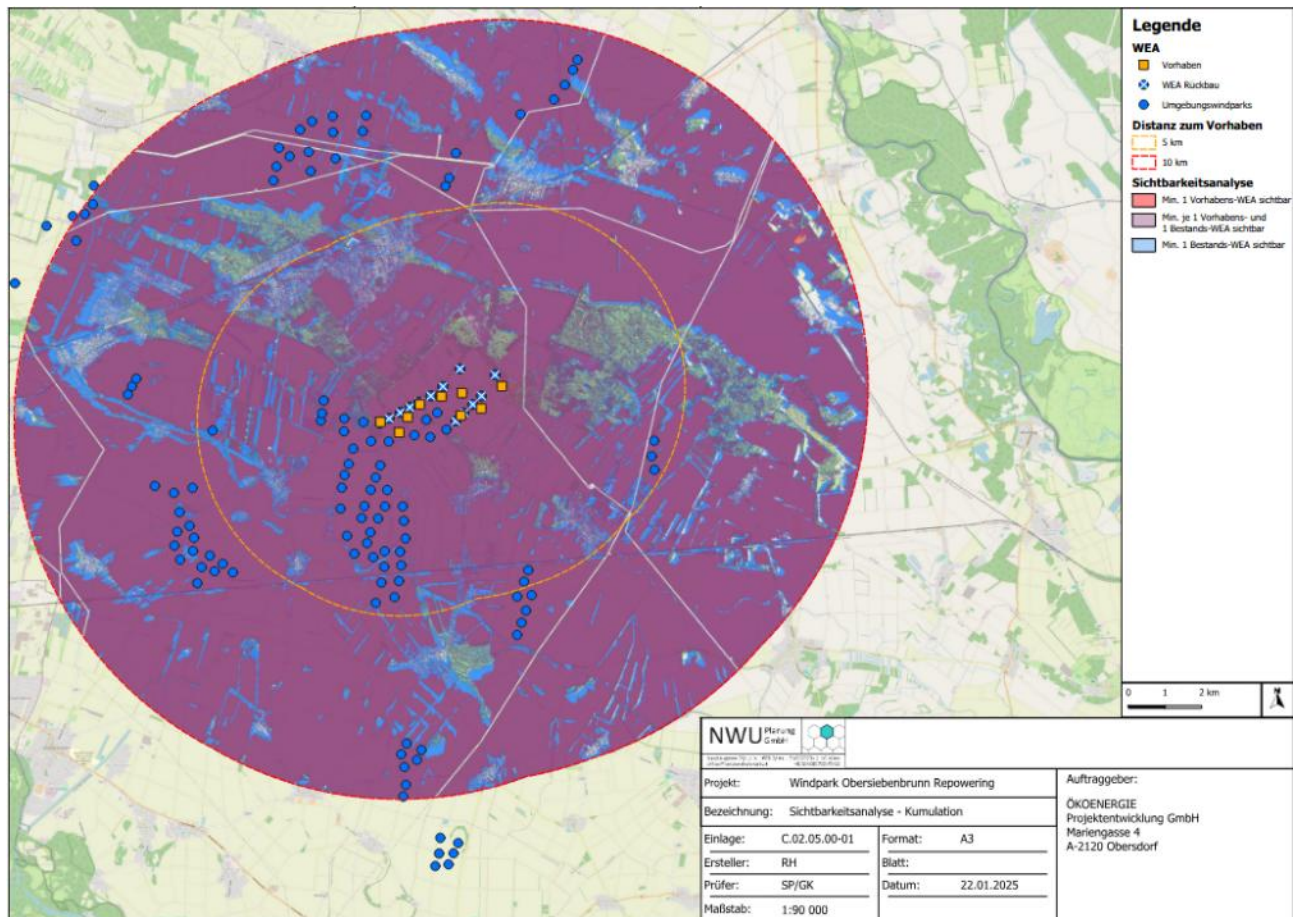 Legende
WEA
Vorhaben
WEA Rückbau
Umgebungswindparks
Distanz zum Vorhaben
5 km
10 km
Sichtbarkeitsanalyse
Min. 1 Vorhabens-WEA sichtbar
Min. je 1 Vorhabens- und
1 Bestands-WEA sichtbar
Min. 1 Bestands-WEA sichtbar
0 1 2 km
N
NWU Planung
GmbH
Projekt: Windpark Obersiebenbrunn Repowering
Bezeichnung: Sichtbarkeitsanalyse - Kumulation
Einlage: C.02.05.00-01 Format: A3
Ersteller: RH Blatt:
Prüfer: SP/GK Datum: 22.01.2025
Maßstab: 1:90 000
Auftraggeber:
ÖKOENERGIE
Projektentwicklung GmbH
Mariengasse 4
A-2120 Obersdorf